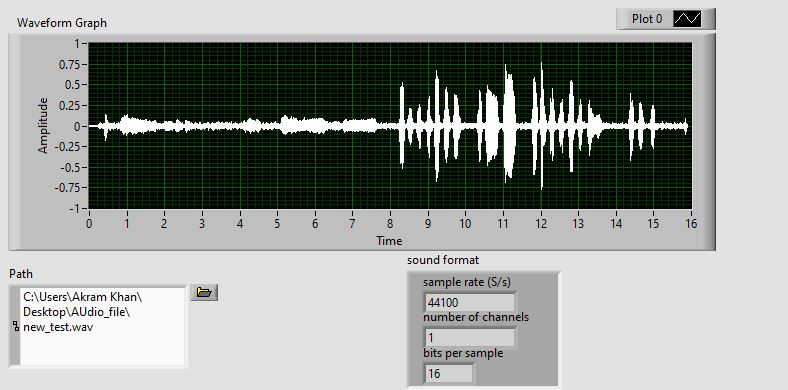 Waveform Graph
Plot 0
Amplitude
1
0.75
0.5
0.25
0
-0.25
-0.5
-0.75
-1
0 1 2 3 4 5 6 7 8 9 10 11 12 13 14 15 16
Time
Path
C:\Users\Akram Khan\
Desktop\AUdio_file\
new_test.wav
sound format
sample rate (S/s)
44100
number of channels
1
bits per sample
16